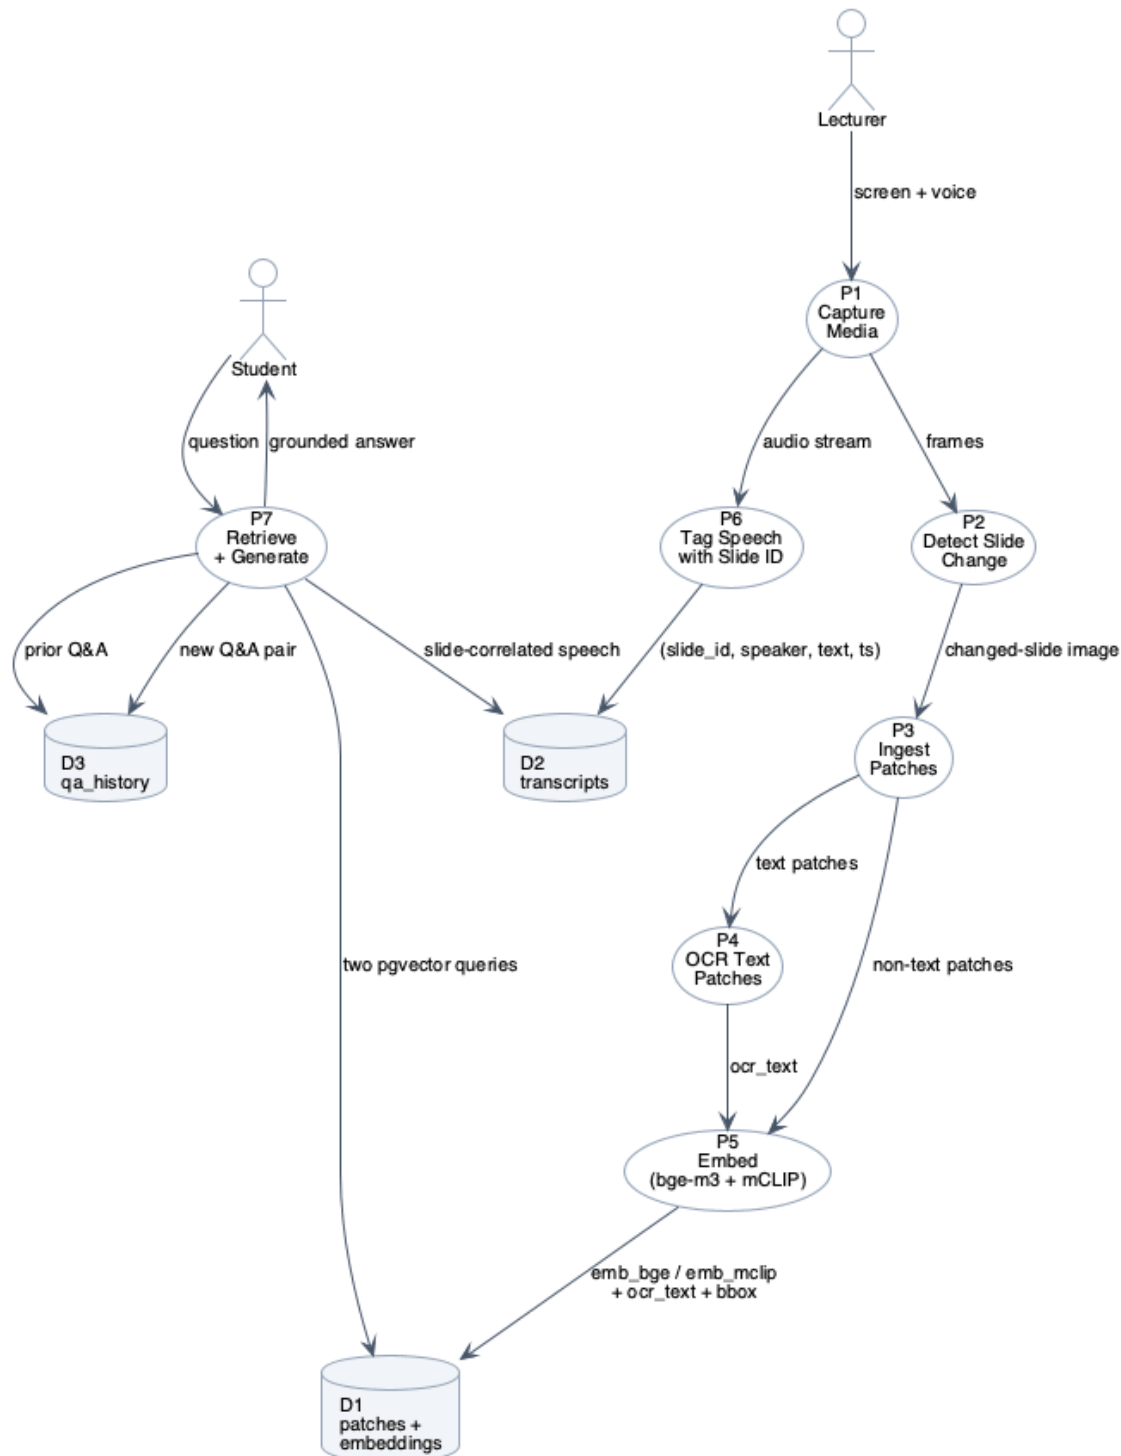 Lecturer
screen + voice
P1
Capture
Media
Student
question
grounded answer
audio stream
frames
P7
Retrieve
+ Generate
P6
Tag Speech
with Slide ID
P2
Detect Slide
Change
prior Q&A
new Q&A pair
slide-correlated speech
(slide_id, speaker, text, ts)
changed-slide image
D3
qa_history
D2
transcripts
P3
Ingest
Patches
text patches
P4
OCR Text
Patches
two pgvector queries
non-text patches
ocr_text
P5
Embed
(bge-m3 + mCLIP)
emb_bge / emb_mclip
+ ocr_text + bbox
D1
patches +
embeddings